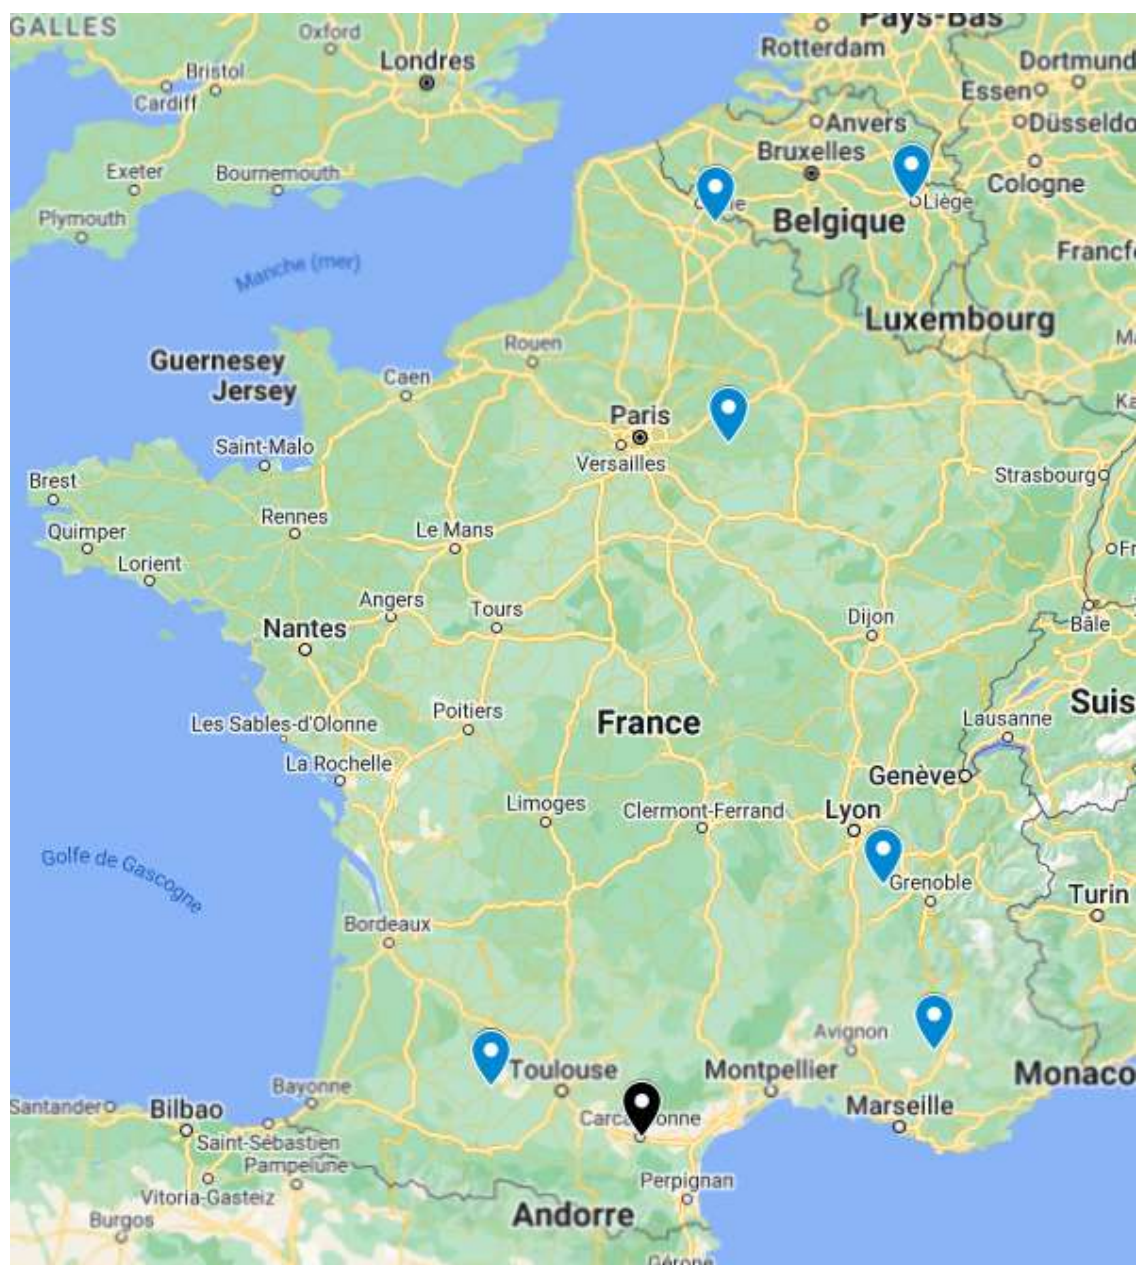 GALLES
Oxford
Londres
Bristol
Cardiff
Exeter
Bournemouth
Plymouth
Pays-Bas
Rotterdam
Dortmund
Essen
Anvers
Düsseldo
Bruxelles
Cologne
Liège
Belgique
Francf
Manche (mer)
Luxembourg
Rouen
Guernesey
Jersey
Caen
Paris
Versailles
Saint-Malo
Strasbourg
Brest
Rennes
Le Mans
Quimper
Lorient
Fr
Angers
Tours
Nantes
Dijon
Bâle
Poitiers
France
Suis
Les Sables-d'Olonne
Lausanne
La Rochelle
Genève
Limoges
Clermont-Ferrand
Lyon
Golfe de Gascogne
Grenoble
Turin
Bordeaux
Avignon
Toulouse
Montpellier
Monaco
Bayonne
Santander
Bilbao
Marseille
Saint-Sébastien
Pampelune
Perpignan
Vitoria-Gasteiz
Burgos
Andorre
Gérone